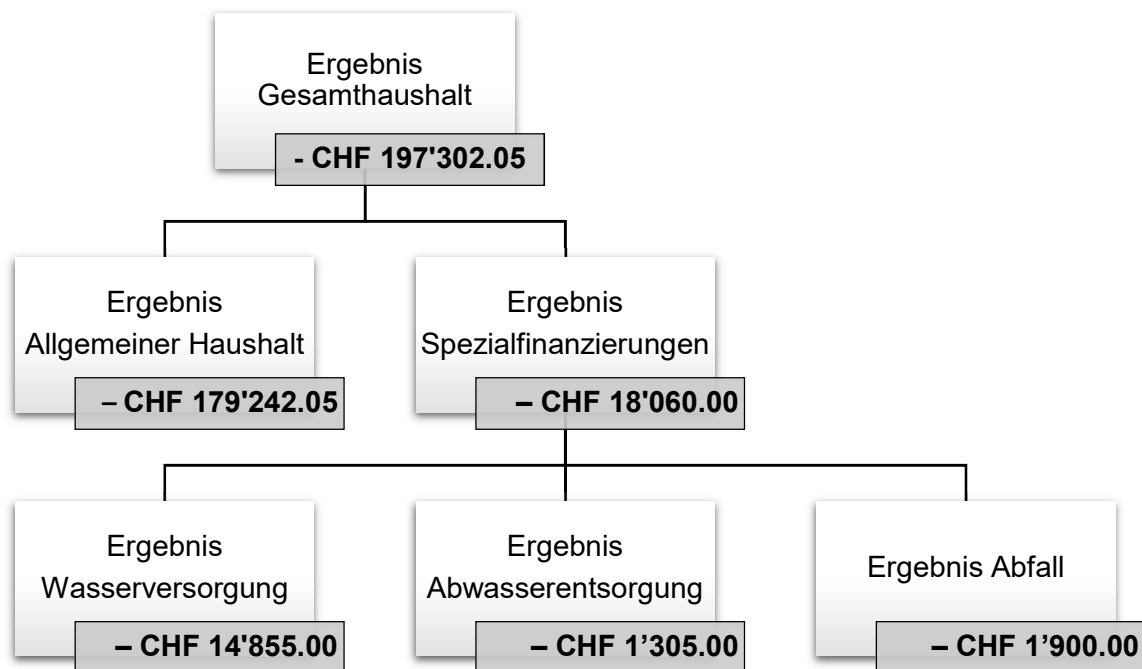 Ergebnis
Gesamthaushalt
- CHF 197'302.05
Ergebnis
Allgemeiner Haushalt
– CHF 179'242.05
Ergebnis
Spezialfinanzierungen
– CHF 18'060.00
Ergebnis
Wasserversorgung
– CHF 14'855.00
Ergebnis
Abwasserentsorgung
– CHF 1’305.00
Ergebnis Abfall
– CHF 1’900.00